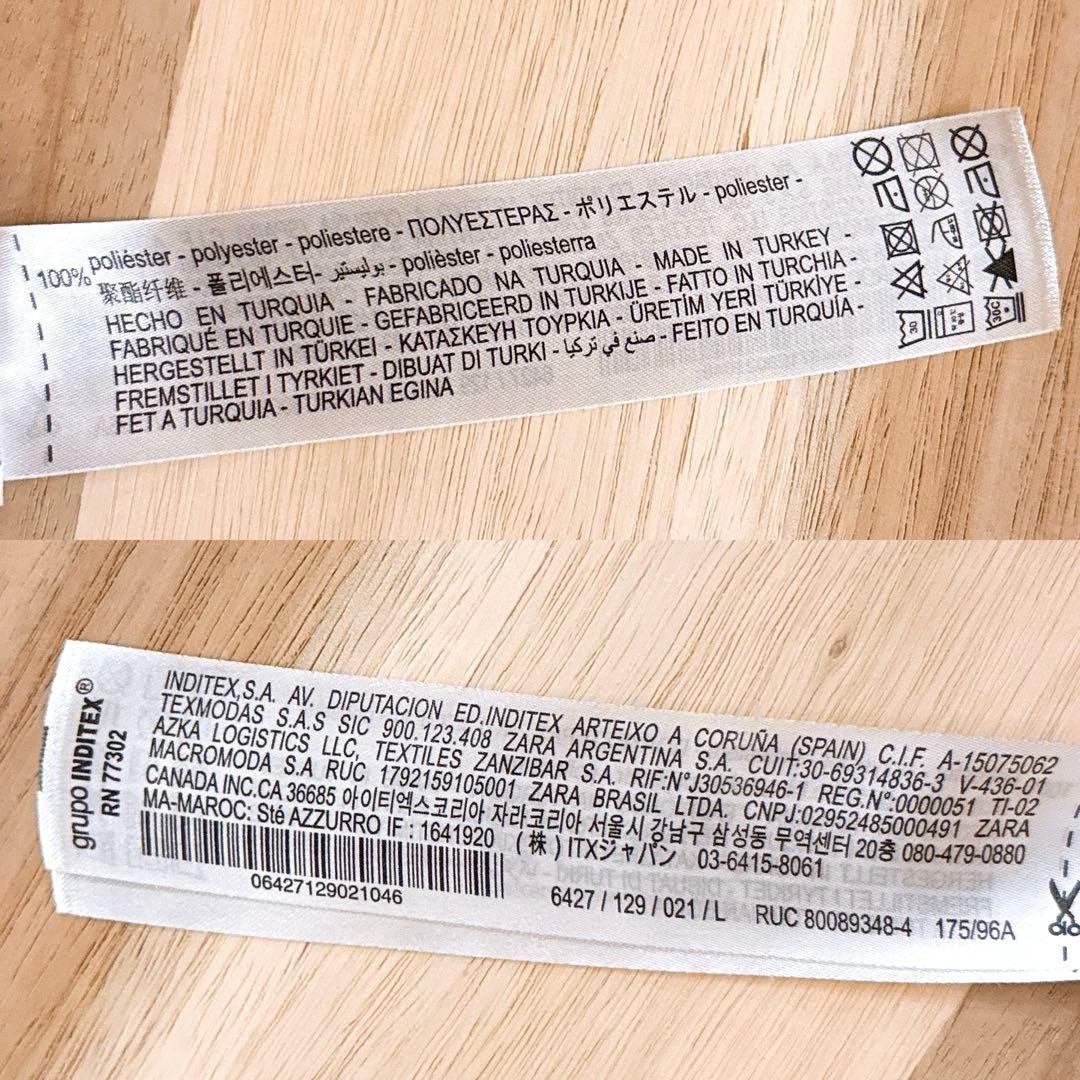 100% poliéster - polyester - poliestere - ΠΟΛΥΕΣΤΕΡΑΣ - ポリエステル - poliester -
聚酯纤维 - 폴리에스터 - بوليستير - polièster - poliesterra
HECHO EN TURQUIA - FABRICADO NA TURQUIA - MADE IN TURKEY -
FABRIQUÉ EN TURQUIE - GEFABRICEERD IN TURKIJE - FATTO IN TURCHIA -
HERGESTELLT IN TÜRKEI - ΚΑΤΑΣΚΕΥΗ ΤΟΥΡΚΙΑ - ÜRETİM YERİ TÜRKİYE -
FREMSTILLET I TYRKIET - DIBUAT DI TURKI - صنع في تركيا - FEITO EN TURQUÍA -
FET A TURQUIA - TURKIAN EGINA
30°
grupo INDITEX®
RN 77302
INDITEX,S.A. AV. DIPUTACION ED.INDITEX ARTEIXO A CORUÑA (SPAIN), C.I.F. A-15075062
TEXMODAS S.A.S SIC 900.123.408 ZARA ARGENTINA S.A. CUIT:30-69314836-3 V-436-01
AZKA LOGISTICS LLC, TEXTILES ZANZIBAR S.A. RIF:N°J30536946-1 REG.N°:0000051 TI-02
MACROMODA S.A RUC 1792159105001 ZARA BRASIL LTDA. CNPJ:02952485000491 ZARA
CANADA INC.CA 36685 아이티엑스코리아 자라코리아 서울시 강남구 삼성동 무역센터 20층 080-479-0880
MA-MAROC: Sté AZZURRO IF : 1641920 (株) ITXジャパン 03-6415-8061
06427129021046
6427 / 129 / 021 / L RUC 80089348-4 175/96A